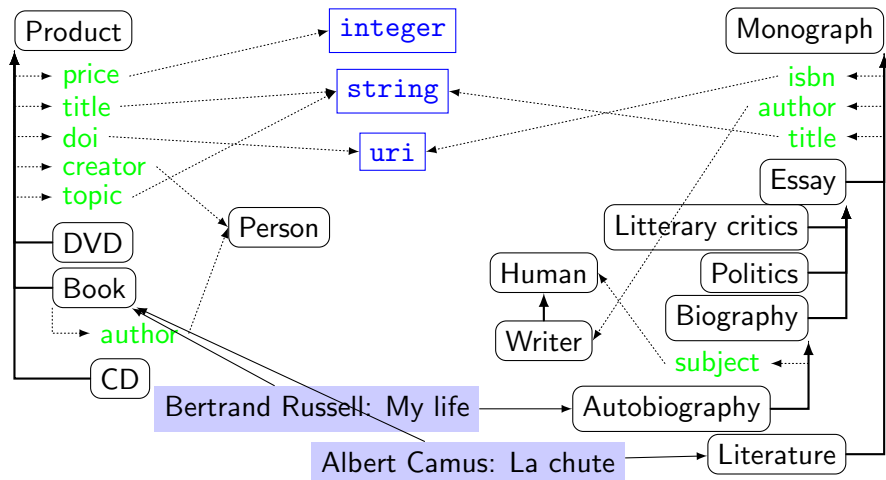 Product
integer
Monograph
price
string
isbn
title
author
doi
uri
title
creator
topic
Essay
Person
Litterary critics
DVD
Human
Politics
Book
Biography
author
Writer
subject
CD
Bertrand Russell: My life
Autobiography
Albert Camus: La chute
Literature